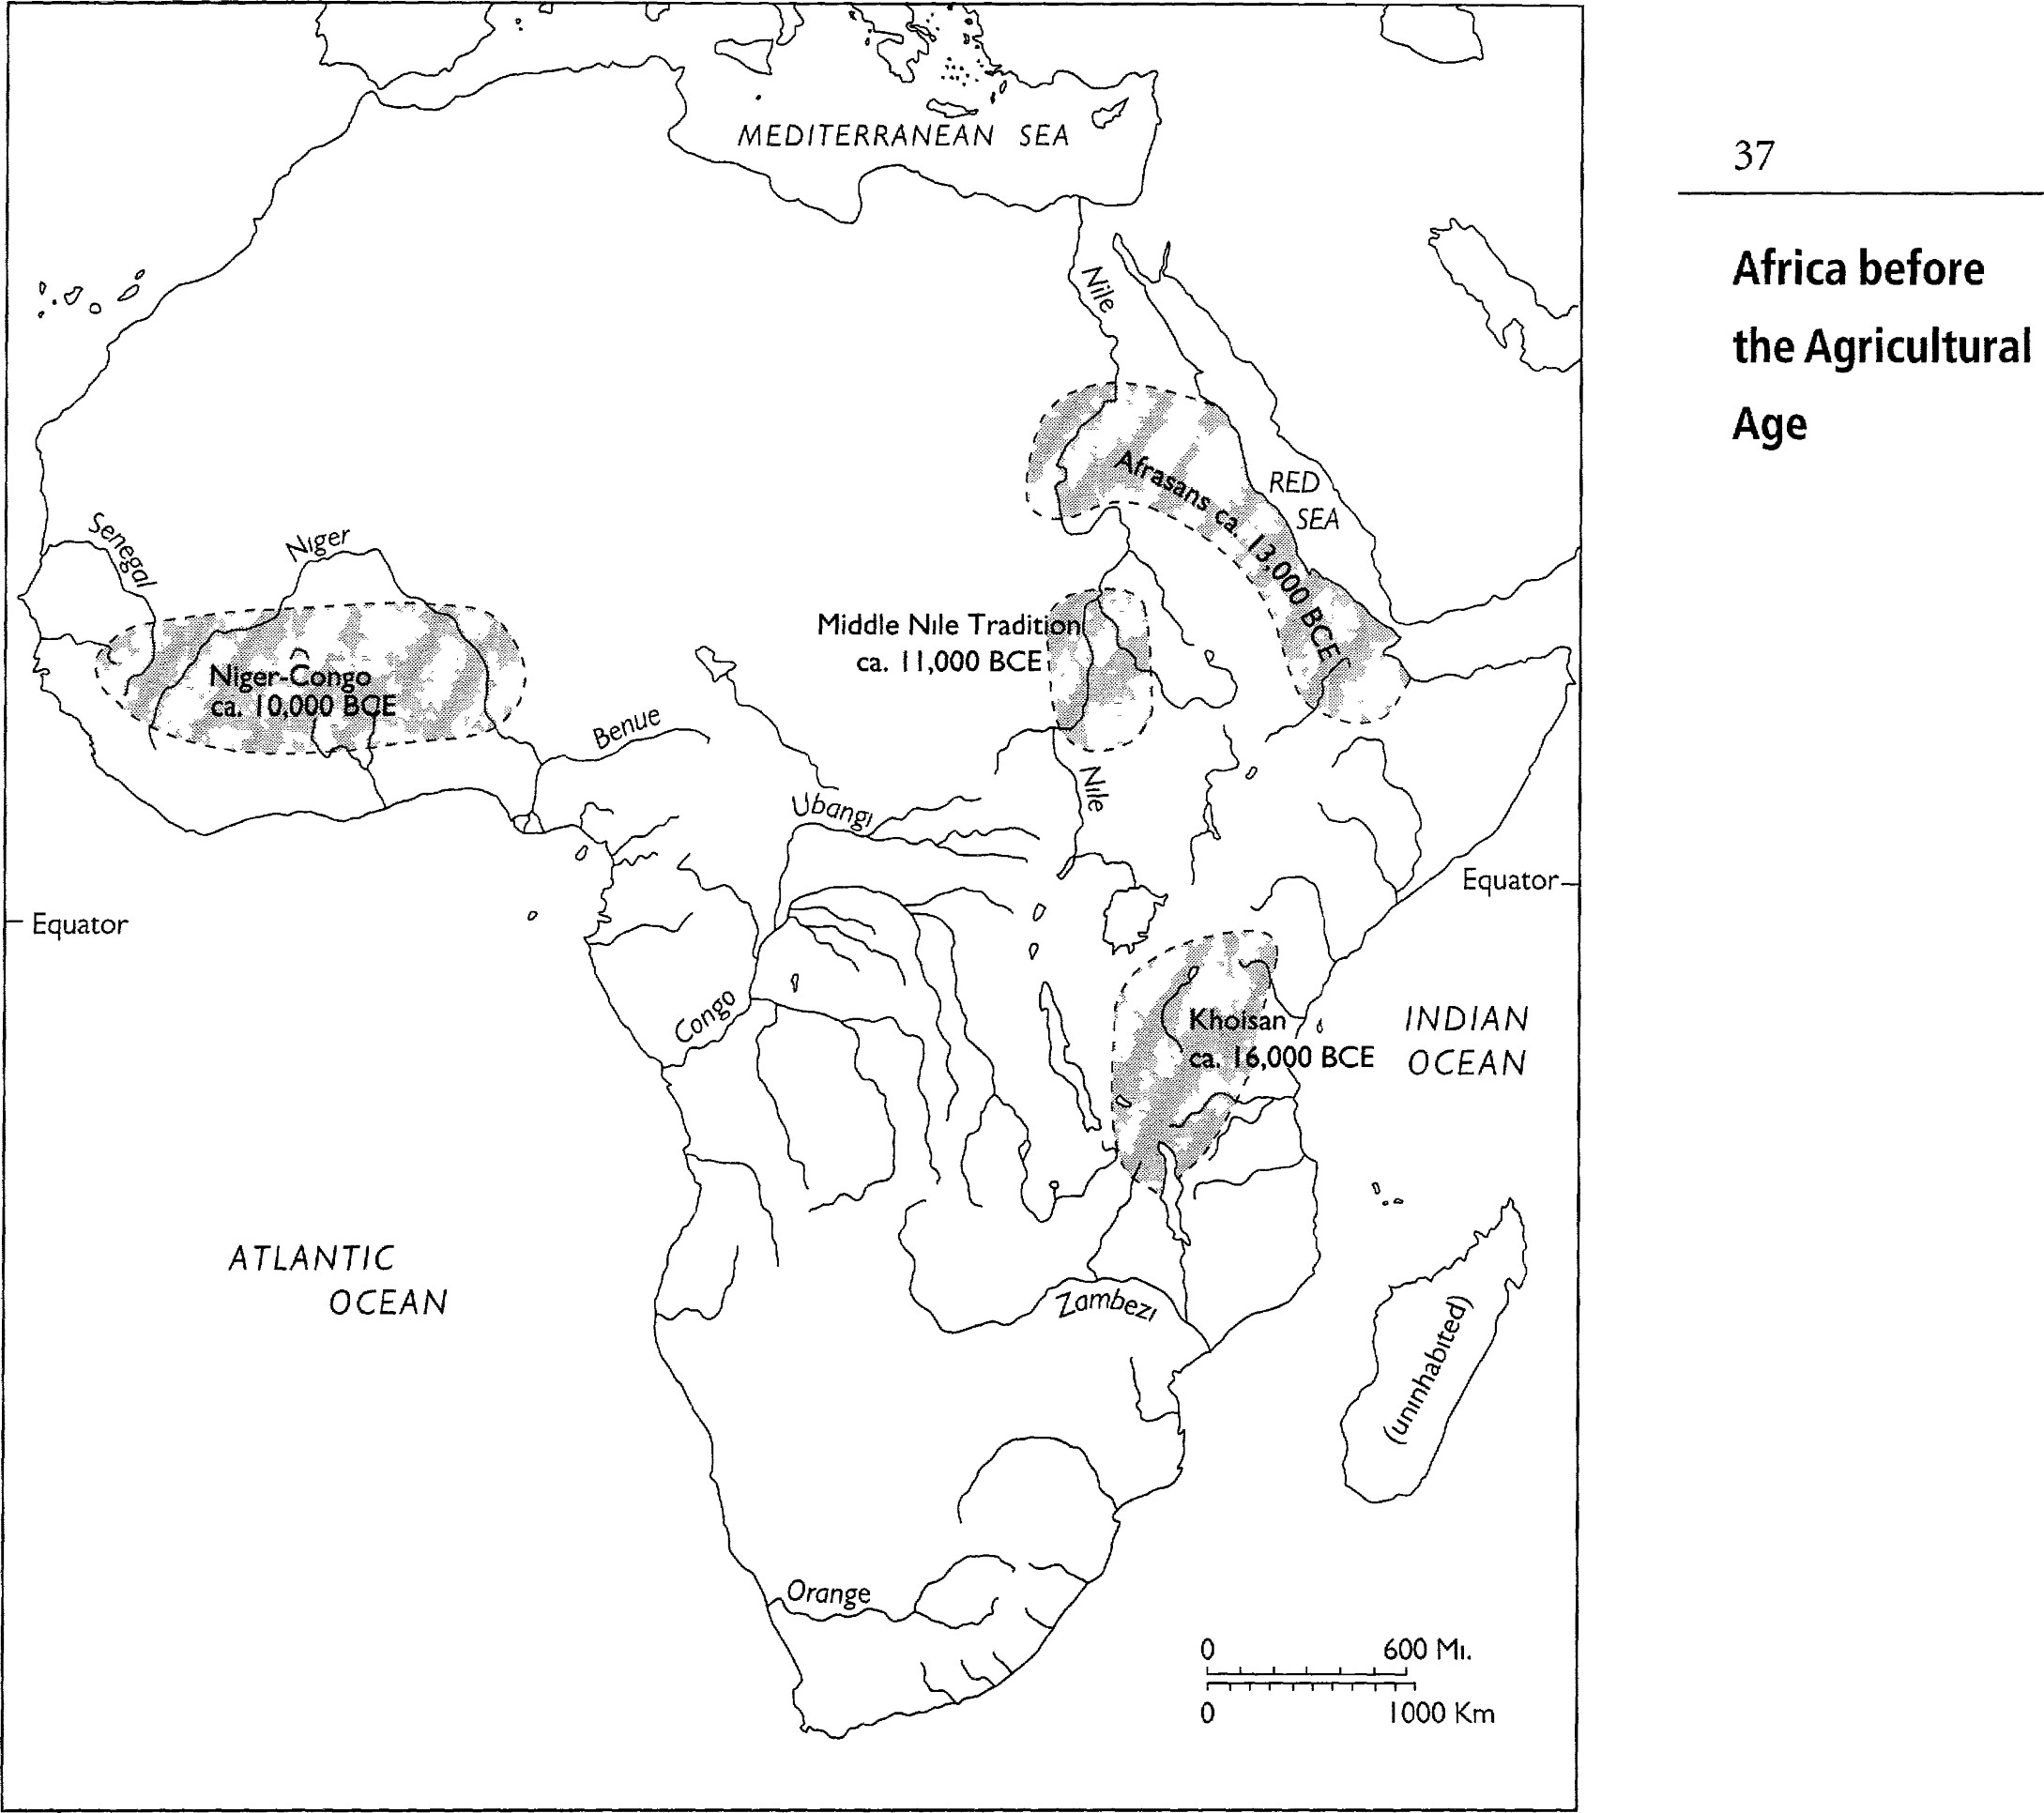 MEDITERRANEAN SEA
37
Africa before
the Agricultural
Age
Nile
Afrasans ca. 13,000 BCE
RED
SEA
Senegal
Niger
Middle Nile Tradition
ca. 11,000 BCE
Niger-Congo
ca. 10,000 BCE
Benue
Nile
Ubangi
Equator
Equator
Congo
Khoisan
ca. 16,000 BCE
INDIAN
OCEAN
ATLANTIC
OCEAN
Zambezi
(uninhabited)
Orange
0 600 Mi.
0 1000 Km